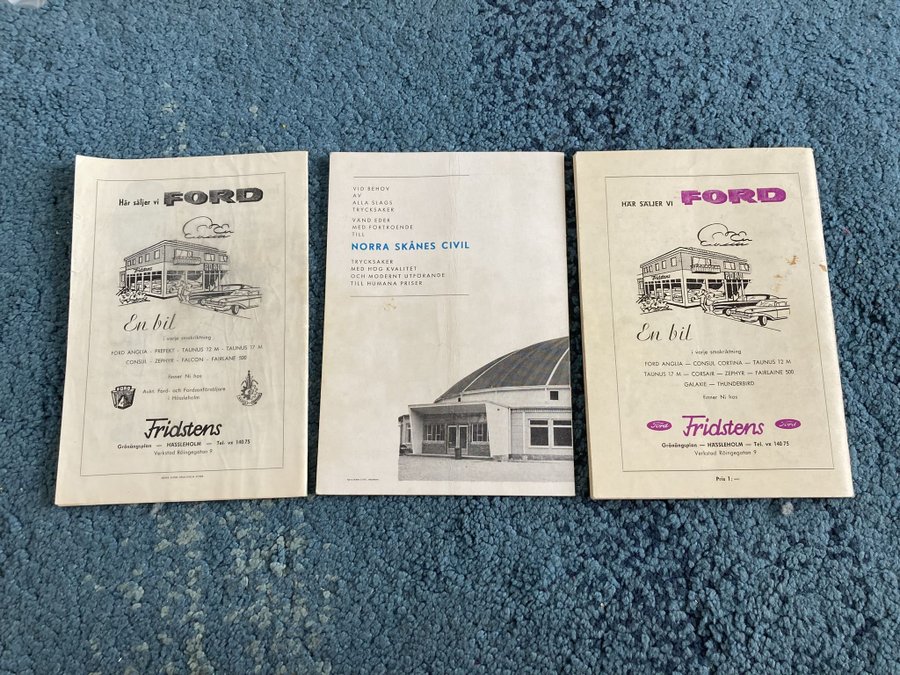 Här säljer vi FORD
Fridstens
En bil
i varje smakriktning
FORD ANGLIA - PREFEKT - TAUNUS 12 M - TAUNUS 17 M
CONSUL - ZEPHYR - FALCON - FAIRLANE 500
finner Ni hos
FORD
Aukt. Ford- och Fordsonförsäljare
i Hässleholm
Fridstens
Grönängsplan — HÄSSLEHOLM — Tel. vx 140 75
Verkstad Röingegatan 9
VID BEHOV
AV
ALLA SLAGS
TRYCKSAKER
VÄND EDER
MED FÖRTROENDE
TILL
NORRA SKÅNES CIVIL
TRYCKSAKER
MED HÖG KVALITET
OCH MODERNT UTFÖRANDE
TILL HUMANA PRISER
HÄR SÄLJER VI FORD
Fridstens
En bil
i varje smakriktning
FORD ANGLIA — CONSUL CORTINA — TAUNUS 12 M
TAUNUS 17 M — CORSAIR — ZEPHYR — FAIRLAINE 500
GALAXIE — THUNDERBIRD
finner Ni hos
Ford Fridstens Ford
Grönängsplan — HÄSSLEHOLM — Tel. vx 140 75
Verkstad Röingegatan 9
Pris 1:—